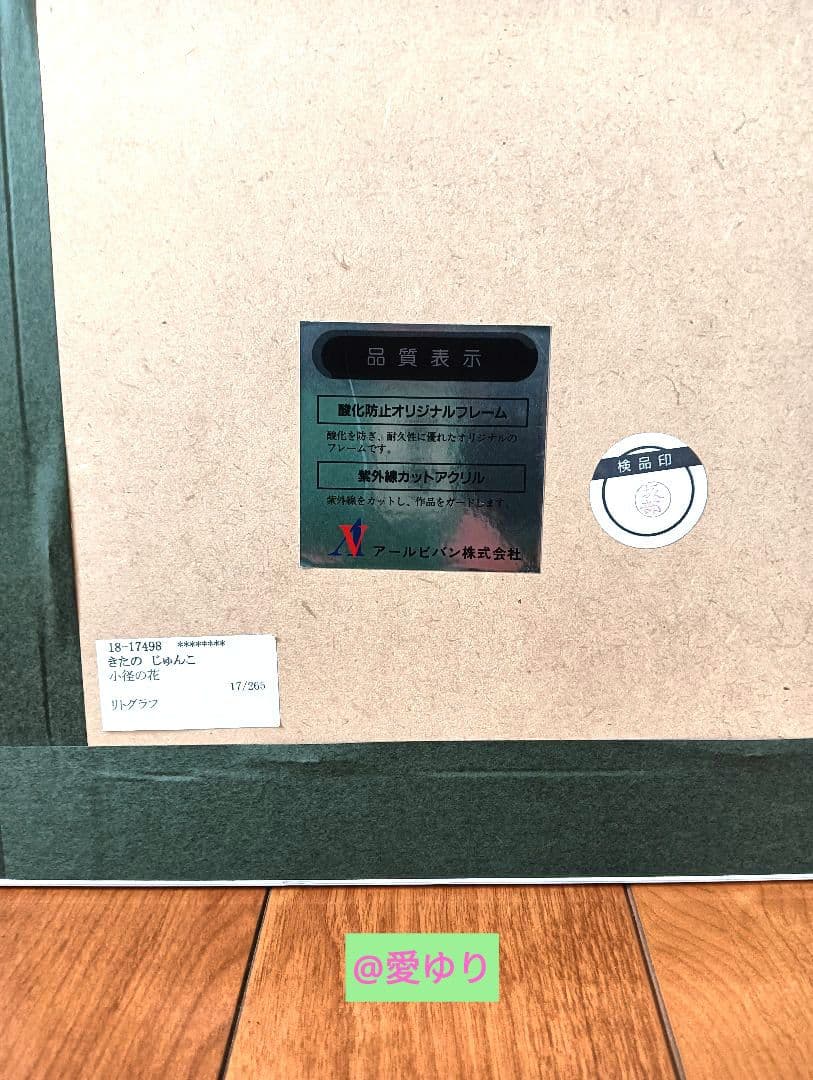 品質表示
酸化防止オリジナルフレーム
酸化を防ぎ、耐久性に優れたオリジナルの
フレームです。
紫外線カットアクリル
紫外線をカットし、作品をガードします。
アールビバン株式会社
検品印
18-17498 ********
きたの じゅんこ
小径の花
17/265
リトグラフ
@愛ゆり